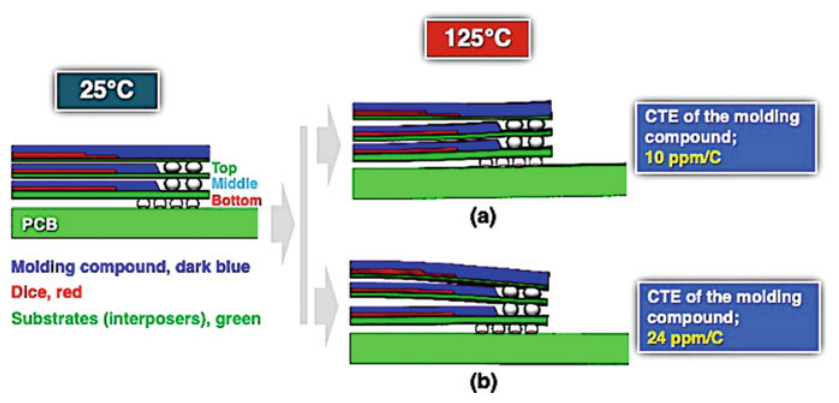 125°C
25°C
CTE of the molding
compound;
10 ppm/C
Top
Middle
Bottom
(a)
PCB
Molding compound, dark blue
Dice, red
Substrates (interposers), green
CTE of the molding
compound;
24 ppm/C
(b)